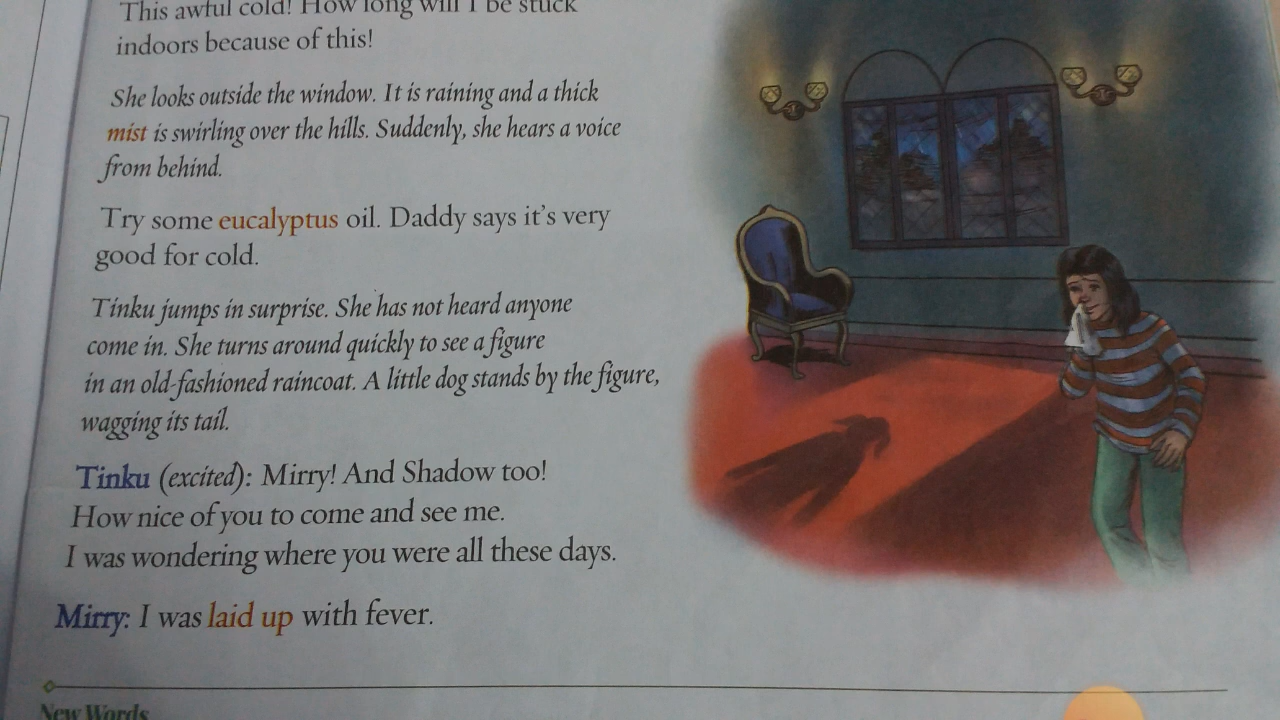 This awful cold! How long will I be stuck
indoors because of this!
She looks outside the window. It is raining and a thick
mist is swirling over the hills. Suddenly, she hears a voice
from behind.
Try some eucalyptus oil. Daddy says it's very
good for cold.
Tinku jumps in surprise. She has not heard anyone
come in. She turns around quickly to see a figure
in an old-fashioned raincoat. A little dog stands by the figure,
wagging its tail.
Tinku (excited): Mirry! And Shadow too!
How nice of you to come and see me.
I was wondering where you were all these days.
Mirry: I was laid up with fever.
New Words